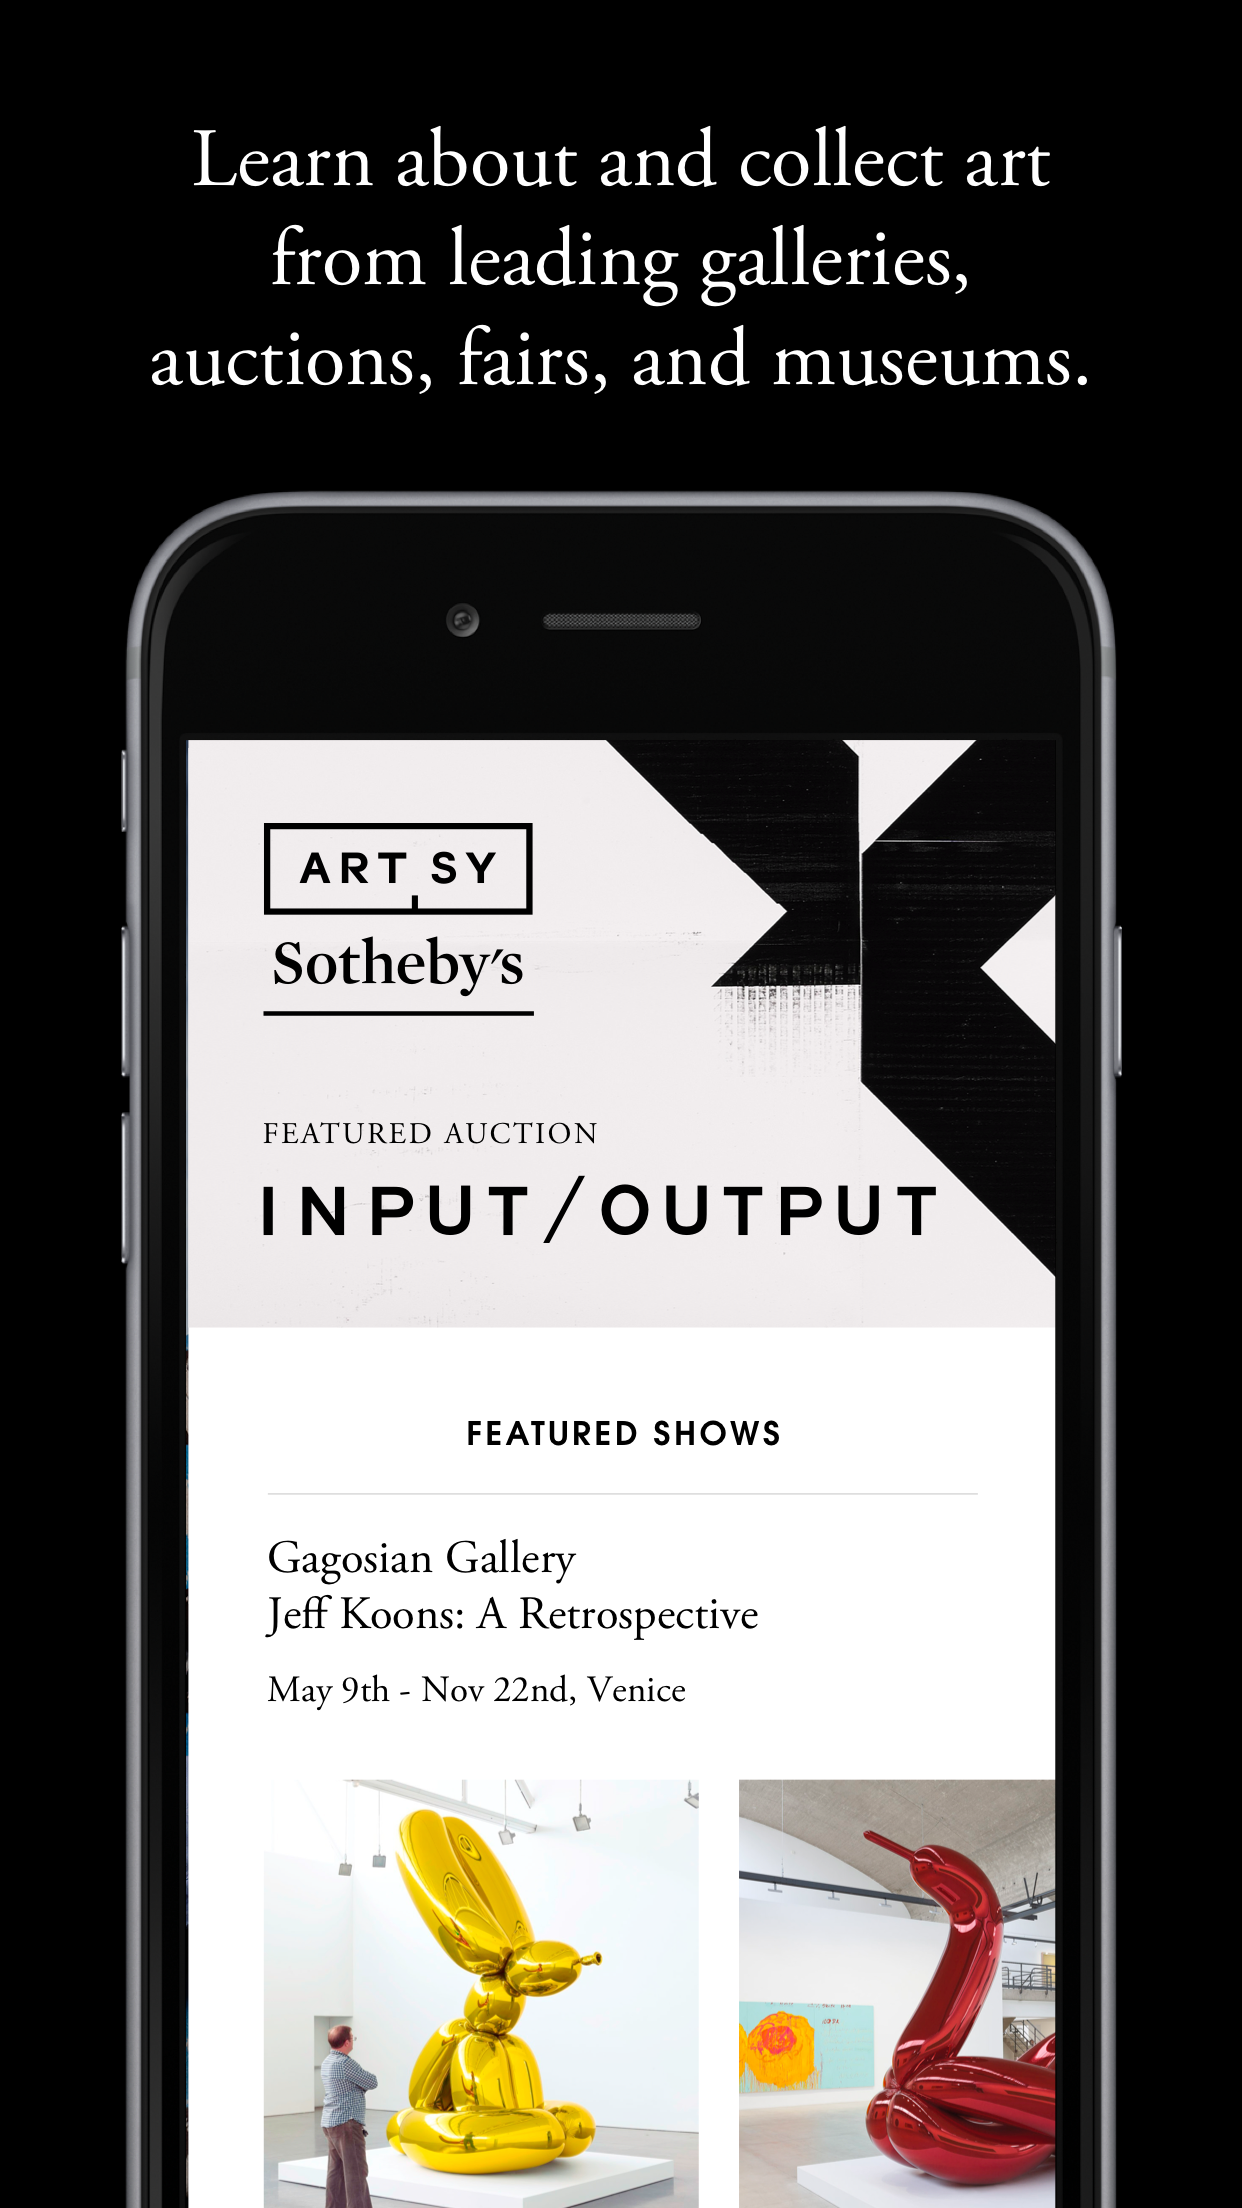 Learn about and collect art
from leading galleries,
auctions, fairs, and museums.
ARTSY
Sotheby's
FEATURED AUCTION
INPUT/OUTPUT
FEATURED SHOWS
Gagosian Gallery
Jeff Koons: A Retrospective
May 9th - Nov 22nd, Venice